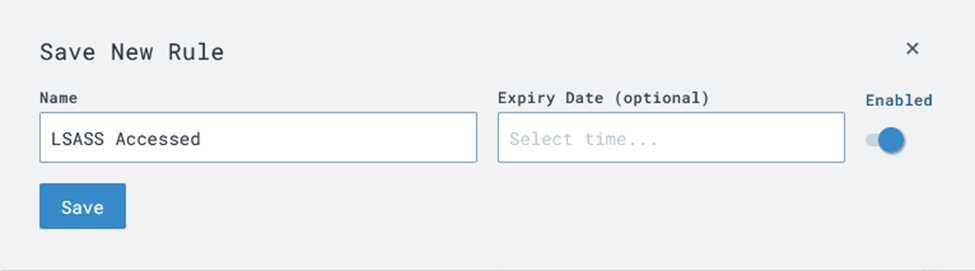 Save New Rule
×
Name
Expiry Date (optional)
Enabled
LSASS Accessed
Select time...
Save